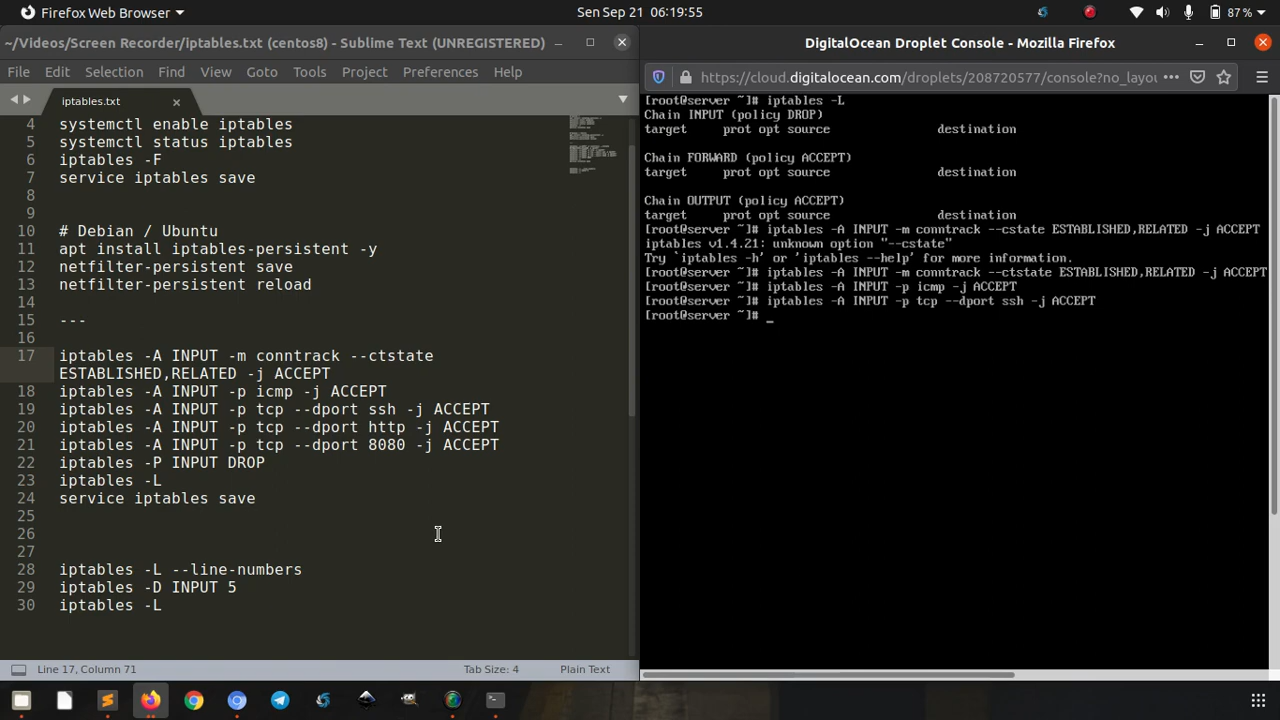 Firefox Web Browser
Sen Sep 21 06:19:55
87%
~/Videos/Screen Recorder/iptables.txt (centos8) - Sublime Text (UNREGISTERED)
File Edit Selection Find View Goto Tools Project Preferences Help
iptables.txt
4 systemctl enable iptables
5 systemctl status iptables
6 iptables -F
7 service iptables save
8
9
10 # Debian / Ubuntu
11 apt install iptables-persistent -y
12 netfilter-persistent save
13 netfilter-persistent reload
14
15 ---
16
17 iptables -A INPUT -m conntrack --ctstate
ESTABLISHED,RELATED -j ACCEPT
18 iptables -A INPUT -p icmp -j ACCEPT
19 iptables -A INPUT -p tcp --dport ssh -j ACCEPT
20 iptables -A INPUT -p tcp --dport http -j ACCEPT
21 iptables -A INPUT -p tcp --dport 8080 -j ACCEPT
22 iptables -P INPUT DROP
23 iptables -L
24 service iptables save
25
26
27
28 iptables -L --line-numbers
29 iptables -D INPUT 5
30 iptables -L
Line 17, Column 71
Tab Size: 4
Plain Text
DigitalOcean Droplet Console - Mozilla Firefox
https://cloud.digitalocean.com/droplets/208720577/console?no_layou
[root@server ~]# iptables -L
Chain INPUT (policy DROP)
target prot opt source destination
Chain FORWARD (policy ACCEPT)
target prot opt source destination
Chain OUTPUT (policy ACCEPT)
target prot opt source destination
[root@server ~]# iptables -A INPUT -m conntrack --cstate ESTABLISHED,RELATED -j ACCEPT
iptables v1.4.21: unknown option "--cstate"
Try `iptables -h' or 'iptables --help' for more information.
[root@server ~]# iptables -A INPUT -m conntrack --ctstate ESTABLISHED,RELATED -j ACCEPT
[root@server ~]# iptables -A INPUT -p icmp -j ACCEPT
[root@server ~]# iptables -A INPUT -p tcp --dport ssh -j ACCEPT
[root@server ~]# _